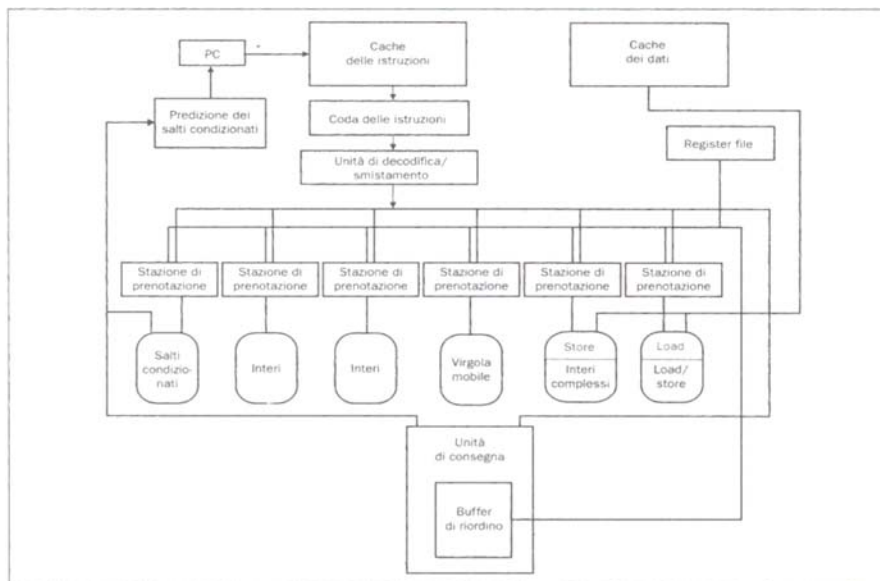 PC
Cache
delle istruzioni
Cache
dei dati
Predizione dei
salti condizionati
Coda delle istruzioni
Unità di decodifica/
smistamento
Register file
Stazione di
prenotazione
Stazione di
prenotazione
Stazione di
prenotazione
Stazione di
prenotazione
Stazione di
prenotazione
Stazione di
prenotazione
Salti
condizio-
nati
Interi
Interi
Virgola
mobile
Store
Interi
complessi
Load
Load/
store
Unità
di consegna
Buffer
di riordino